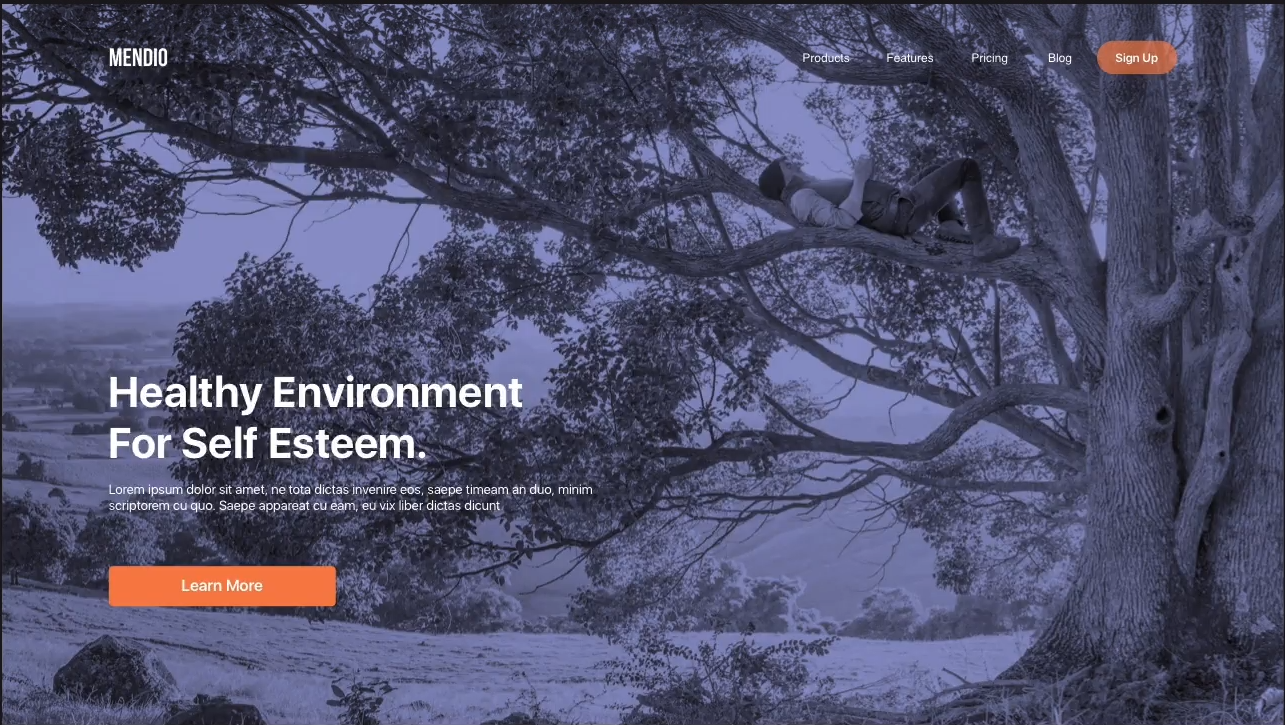 MENDIO
Products
Features
Pricing
Blog
Sign Up
Healthy Environment
For Self Esteem.
Lorem ipsum dolor sit amet, ne tota dictas invenire eos, saepe timeam an duo, minim
scriptorem cu quo. Saepe appareat cu eam, eu vix liber dictas dicunt
Learn More